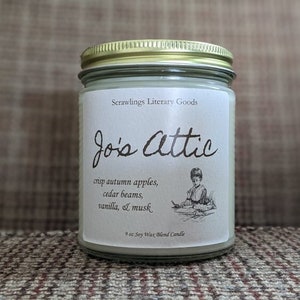 Scrawlings Literary Goods
Jo's Attic
crisp autumn apples,
cedar beams,
vanilla, & musk
9 oz Soy Wax Blend Candle